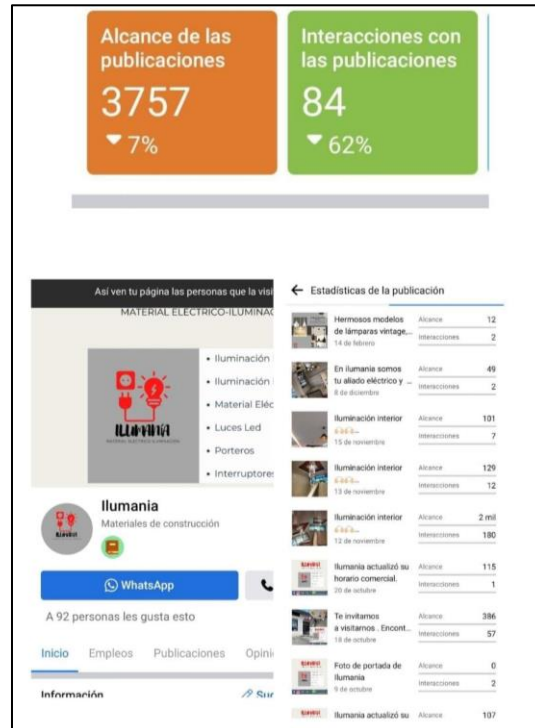 Alcance de las
publicaciones
3757
7%
Interacciones con
las publicaciones
84
62%
Así ven tu página las personas que la visi
MATERIAL ELÉCTRICO-ILUMINAC
ILUMANÍA
MATERIAL ELÉCTRICO-ILUMINACIÓN
• Iluminación
• Iluminación
• Material Eléc
• Luces Led
• Porteros
• Interruptores
Ilumania
Materiales de construcción
WhatsApp
A 92 personas les gusta esto
Inicio Empleos Publicaciones Opini
Información Sug
Estadísticas de la publicación
Hermosos modelos Alcance 12
de lámparas vintage,...
14 de febrero Interacciones 2
En ilumania somos Alcance 49
tu aliado eléctrico y ...
8 de diciembre Interacciones 2
Iluminación interior Alcance 101
15 de noviembre Interacciones 7
Iluminación interior Alcance 129
13 de noviembre Interacciones 12
Iluminación interior Alcance 2 mil
12 de noviembre Interacciones 180
Ilumania actualizó su Alcance 115
horario comercial.
20 de octubre Interacciones 1
Te invitamos Alcance 386
a visitarnos . Encont...
18 de octubre Interacciones 57
Foto de portada de Alcance 0
Ilumania
9 de octubre Interacciones 2
Ilumania actualizó su Alcance 107